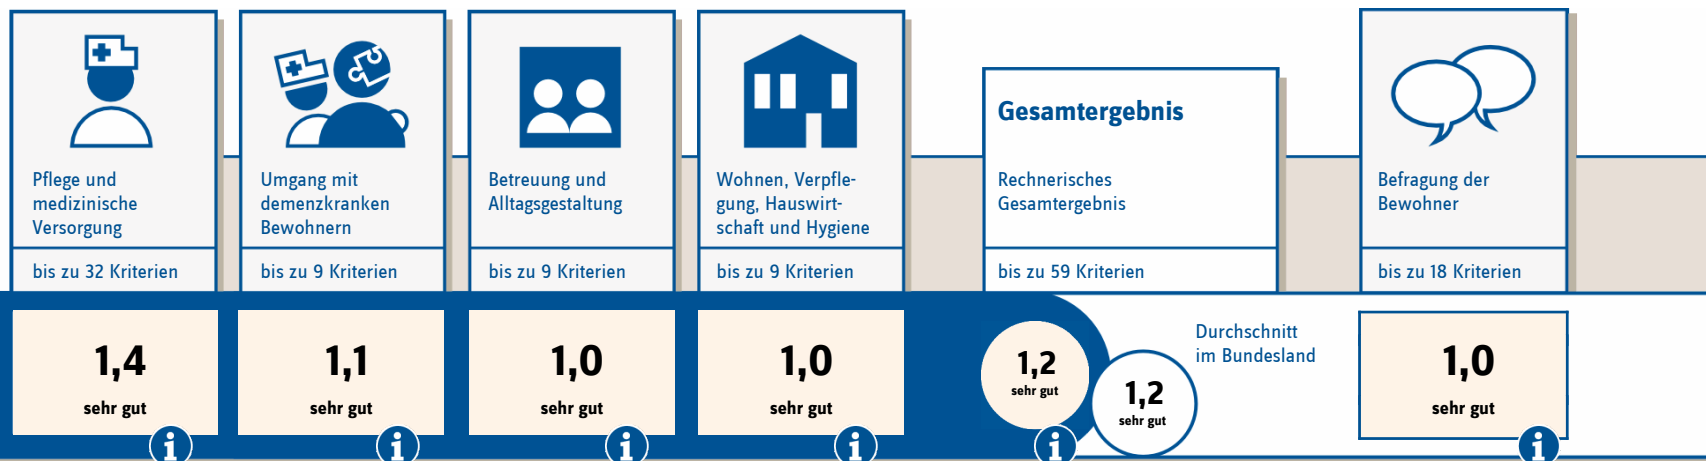 Pflege und
medizinische
Versorgung
bis zu 32 Kriterien
1,4
sehr gut
i
Umgang mit
demenzkranken
Bewohnern
bis zu 9 Kriterien
1,1
sehr gut
i
Betreuung und
Alltagsgestaltung
bis zu 9 Kriterien
1,0
sehr gut
i
Wohnen, Verpfle-
gung, Hauswirt-
schaft und Hygiene
bis zu 9 Kriterien
1,0
sehr gut
i
Gesamtergebnis
Rechnerisches
Gesamtergebnis
bis zu 59 Kriterien
1,2
sehr gut
i
Durchschnitt
im Bundesland
1,2
sehr gut
Befragung der
Bewohner
bis zu 18 Kriterien
1,0
sehr gut
i